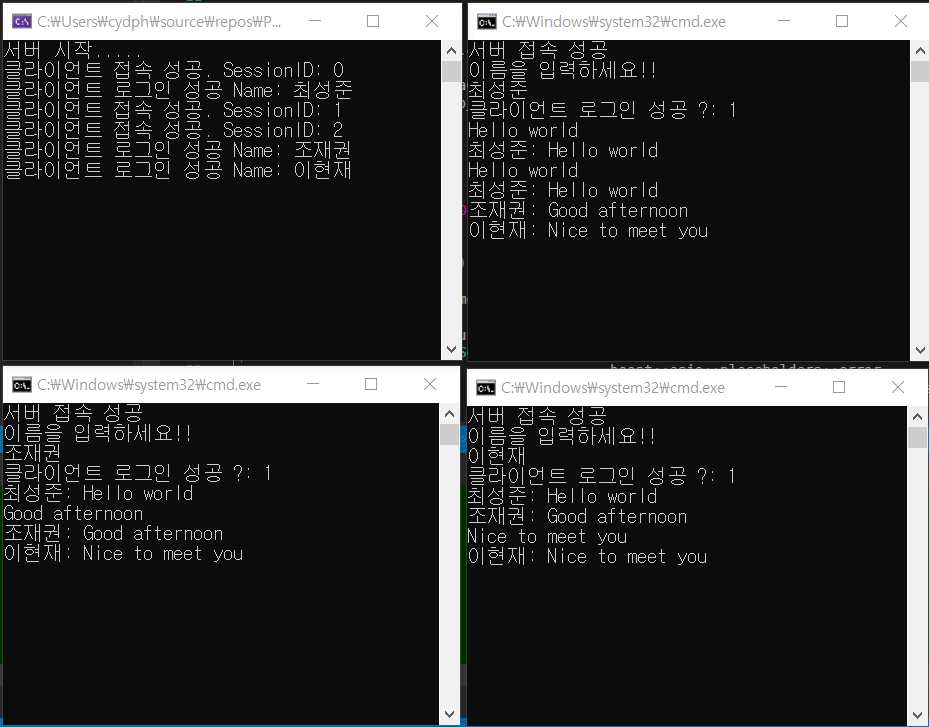 C:₩Users₩cydph₩source₩repos₩P...
서버 시작.....
클라이언트 접속 성공. SessionID: 0
클라이언트 로그인 성공 Name: 최성준
클라이언트 접속 성공. SessionID: 1
클라이언트 접속 성공. SessionID: 2
클라이언트 로그인 성공 Name: 조재권
클라이언트 로그인 성공 Name: 이현재
C:₩Windows₩system32₩cmd.exe
서버 접속 성공
이름을 입력하세요!!
최성준
클라이언트 로그인 성공 ?: 1
Hello world
최성준: Hello world
Hello world
최성준: Hello world
조재권: Good afternoon
이현재: Nice to meet you
C:₩Windows₩system32₩cmd.exe
서버 접속 성공
이름을 입력하세요!!
조재권
클라이언트 로그인 성공 ?: 1
최성준: Hello world
Good afternoon
조재권: Good afternoon
이현재: Nice to meet you
C:₩Windows₩system32₩cmd.exe
서버 접속 성공
이름을 입력하세요!!
이현재
클라이언트 로그인 성공 ?: 1
최성준: Hello world
조재권: Good afternoon
Nice to meet you
이현재: Nice to meet you